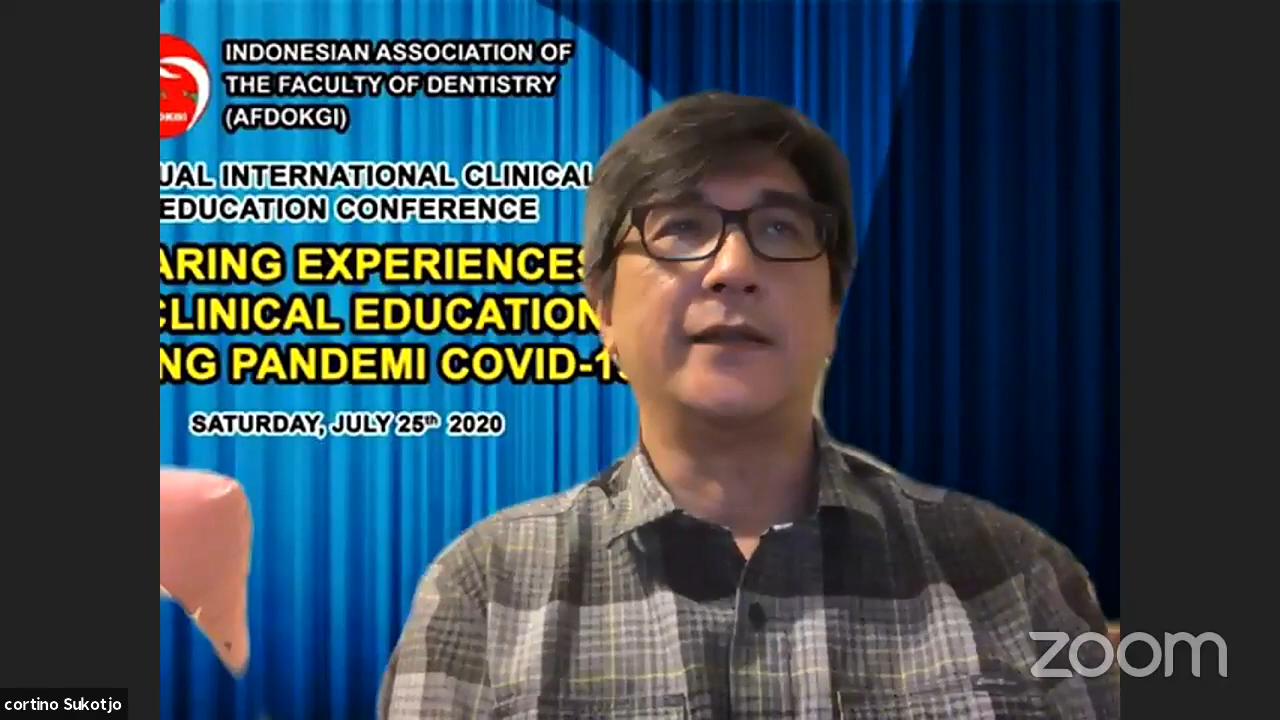 INDONESIAN ASSOCIATION OF
THE FACULTY OF DENTISTRY
(AFDOKGI)
UAL INTERNATIONAL CLINICAL
EDUCATION CONFERENCE
ARING EXPERIENCES
CLINICAL EDUCATION
NG PANDEMI COVID-19
SATURDAY, JULY 25th 2020
zoom
cortino Sukotjo